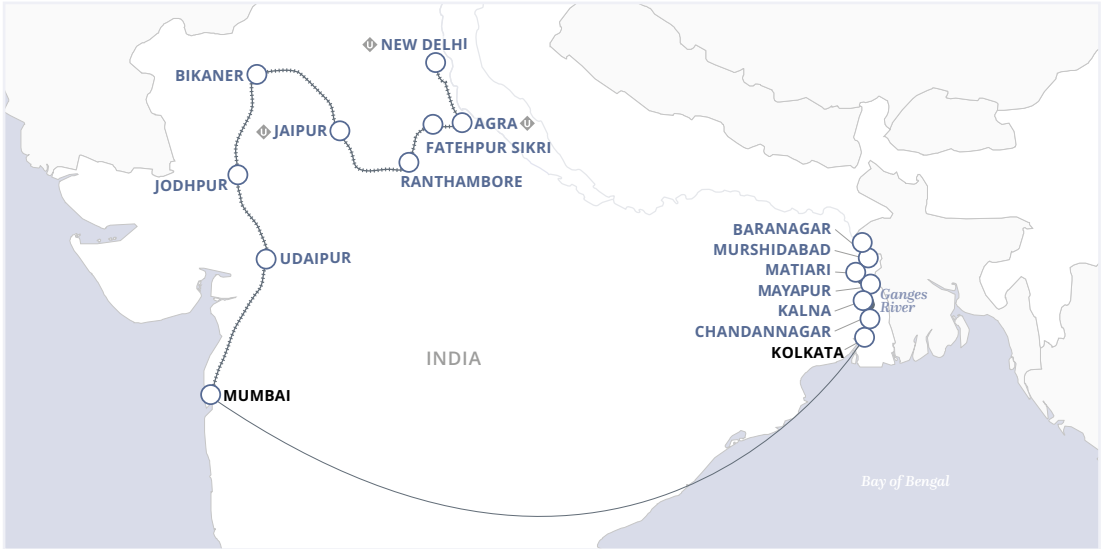 U NEW DELHI
BIKANER
U JAIPUR
AGRA U
FATEHPUR SIKRI
RANTHAMBORE
JODHPUR
UDAIPUR
BARANAGAR
MURSHIDABAD
MATIARI
MAYAPUR
Ganges
River
KALNA
CHANDANNAGAR
KOLKATA
INDIA
MUMBAI
Bay of Bengal